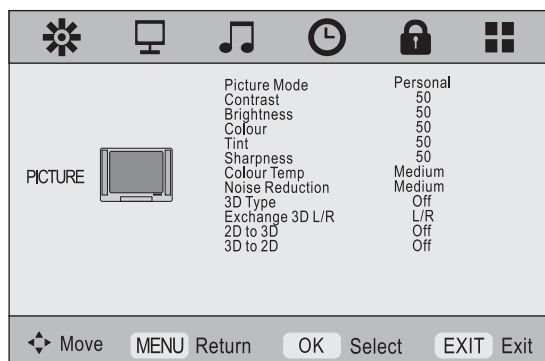 Picture Mode Personal
Contrast 50
Brightness 50
Colour 50
Tint 50
Sharpness 50
PICTURE
Colour Temp Medium
Noise Reduction Medium
3D Type Off
Exchange 3D L/R L/R
2D to 3D Off
3D to 2D Off
Move MENU Return OK Select EXIT Exit